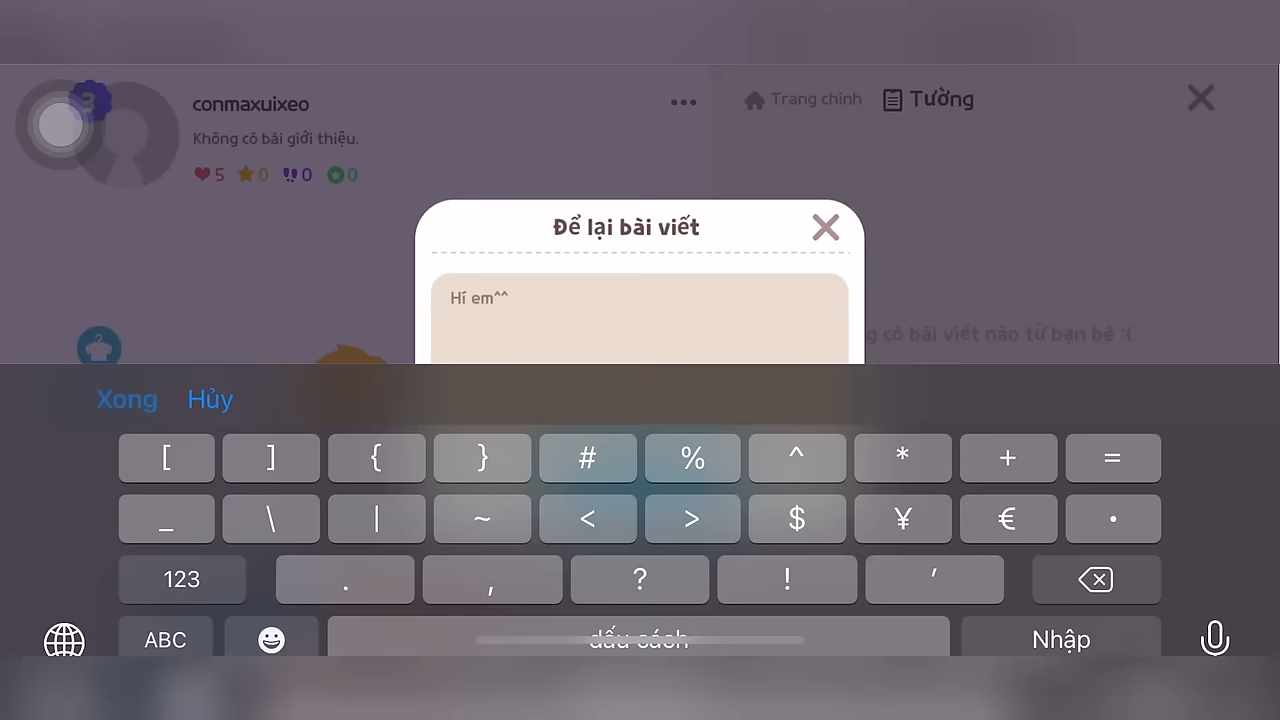 3
conmaxuixeo
Không có bài giới thiệu.
5 0 0 0
Trang chính
Tường
Để lại bài viết
Hí em^^
có bài viết nào từ bạn bè :(
Xong Hủy
[ ] { } # % ^ * + =
_ \ | ~ < > $ ¥ € •
123 . , ? ! ′
ABC dấu cách Nhập